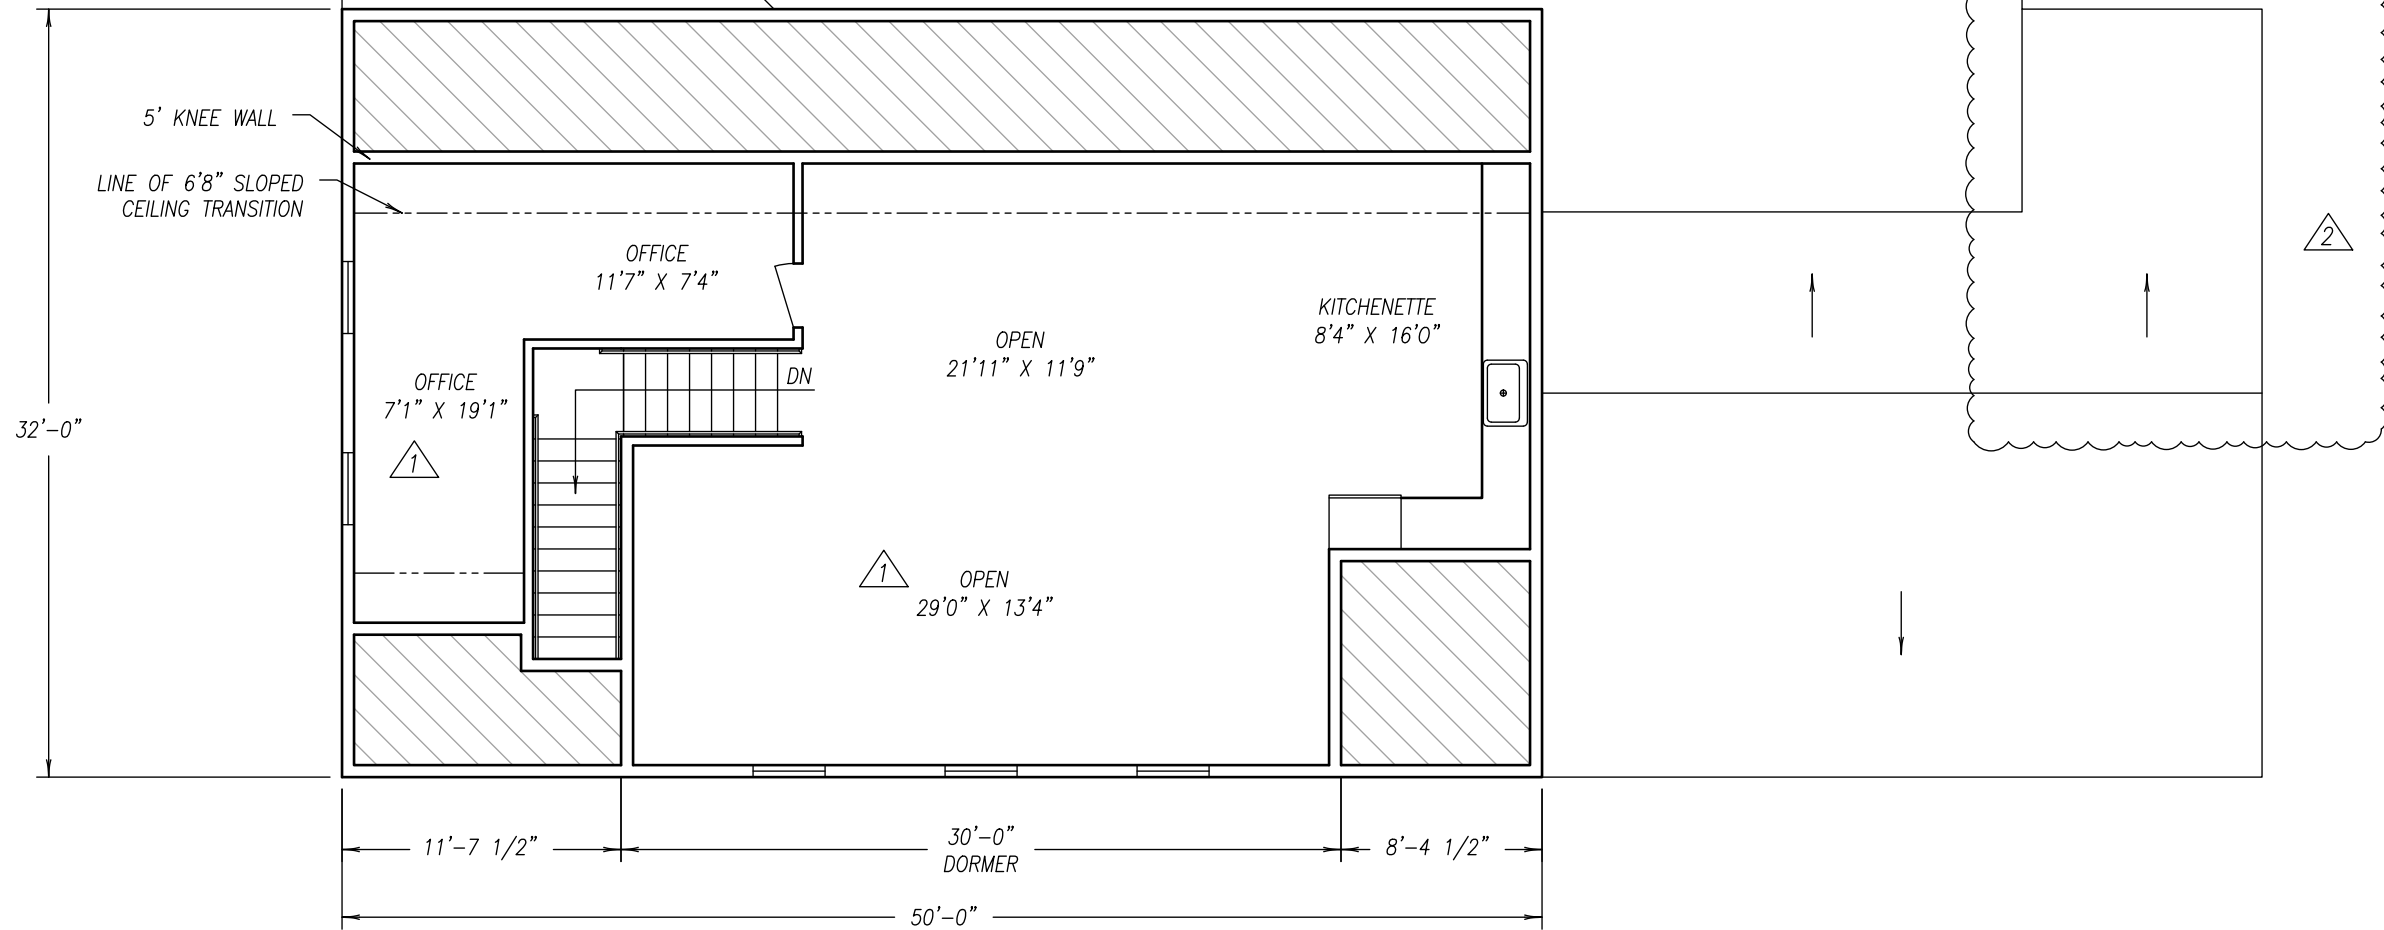 5' KNEE WALL
LINE OF 6'8" SLOPED
CEILING TRANSITION
OFFICE
11'7" X 7'4"
KITCHENETTE
8'4" X 16'0"
OPEN
21'11" X 11'9"
DN
OFFICE
7'1" X 19'1"
1
2
32'-0"
1
OPEN
29'0" X 13'4"
11'-7 1/2"
30'-0"
DORMER
8'-4 1/2"
50'-0"